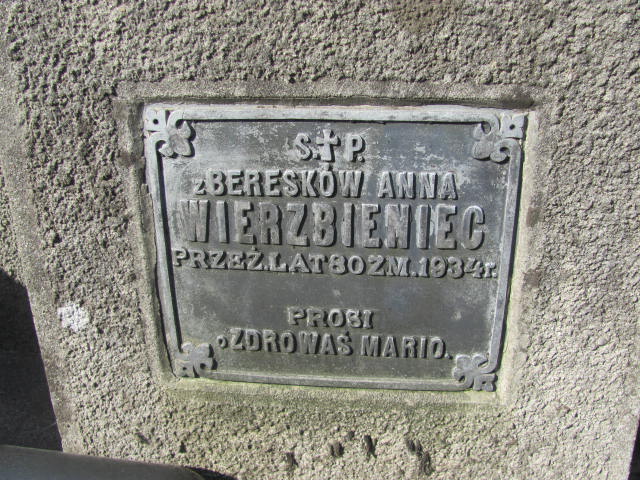 S.✝P.
z BERESKÓW ANNA
WIERZBIENIEC
PRZEŻ. LAT 80 ZM. 1934 r.
PROSI
o ZDROWAŚ MARIO.